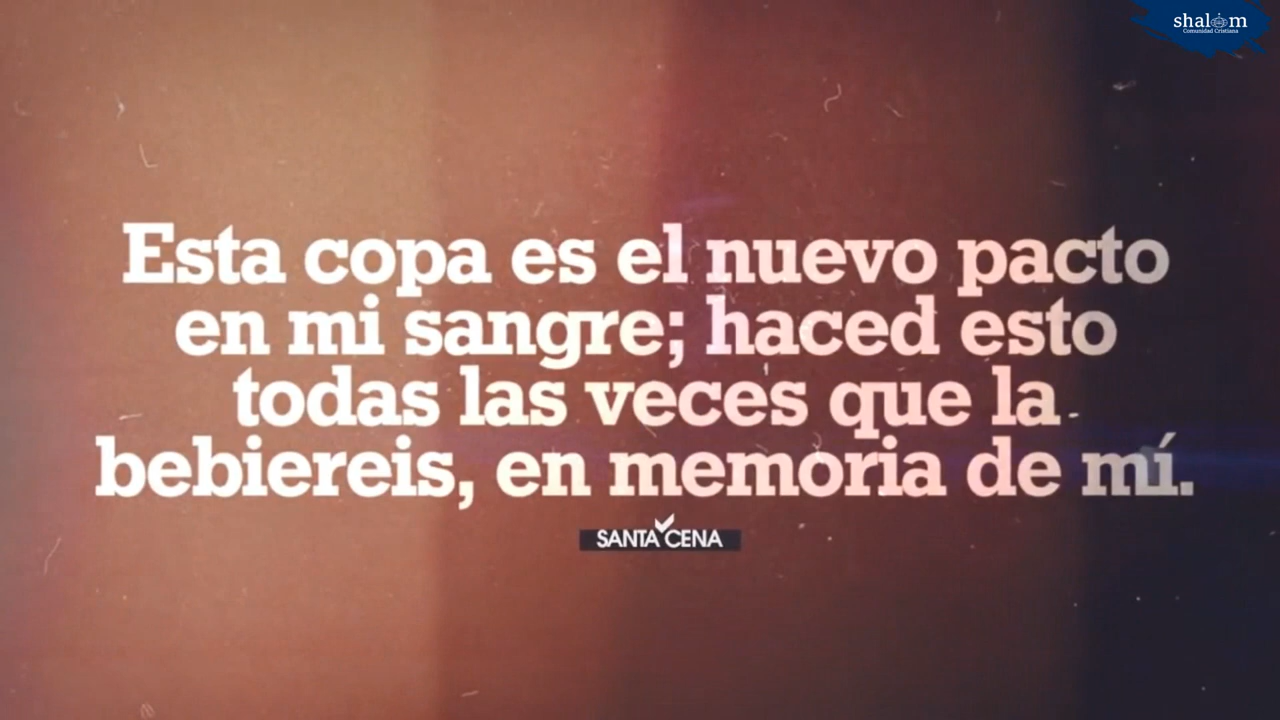 shalom
Comunidad Cristiana
Esta copa es el nuevo pacto
en mi sangre; haced esto
todas las veces que la
bebiereis, en memoria de mí.
SANTA CENA